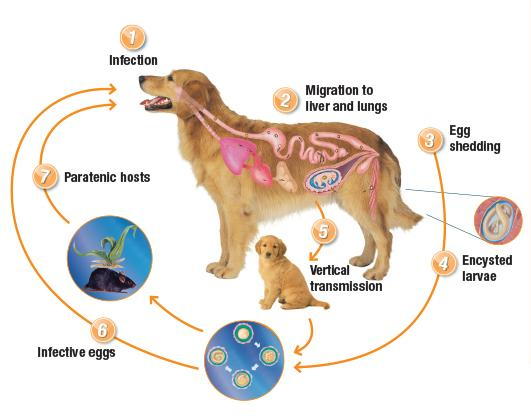 1
Infection
2
Migration to
liver and lungs
3
Egg
shedding
4
Encysted
larvae
5
Vertical
transmission
6
Infective eggs
7
Paratenic hosts